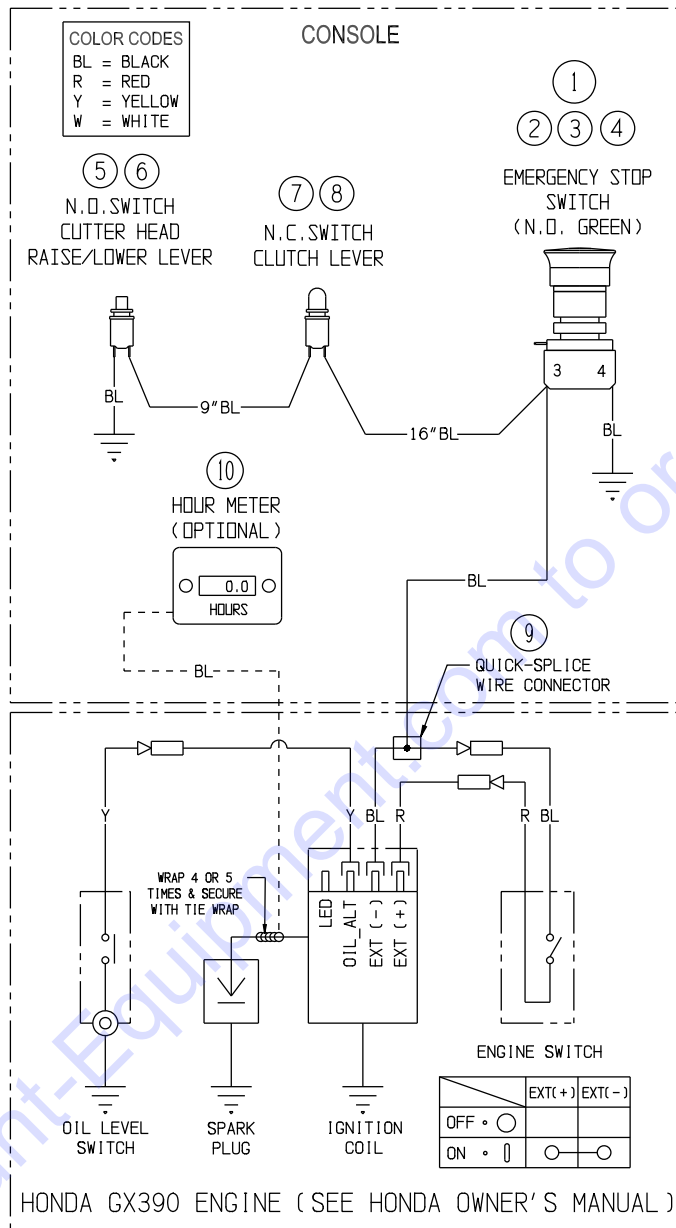 CONSOLE
COLOR CODES
BL = BLACK
R = RED
Y = YELLOW
W = WHITE
1
2 3 4
EMERGENCY STOP
SWITCH
(N.O. GREEN)
5 6
N.O.SWITCH
CUTTER HEAD
RAISE/LOWER LEVER
7 8
N.C.SWITCH
CLUTCH LEVER
3 4
BL
9"BL
16"BL
BL
10
HOUR METER
(OPTIONAL)
0.0
HOURS
BL
BL
9
QUICK-SPLICE
WIRE CONNECTOR
Y
Y BL R
R BL
WRAP 4 OR 5
TIMES & SECURE
WITH TIE WRAP
LED
OIL_ALT
EXT (-)
EXT (+)
ENGINE SWITCH
EXT(+) EXT(-)
OFF
ON
OIL LEVEL
SWITCH
SPARK
PLUG
IGNITION
COIL
HONDA GX390 ENGINE (SEE HONDA OWNER'S MANUAL)